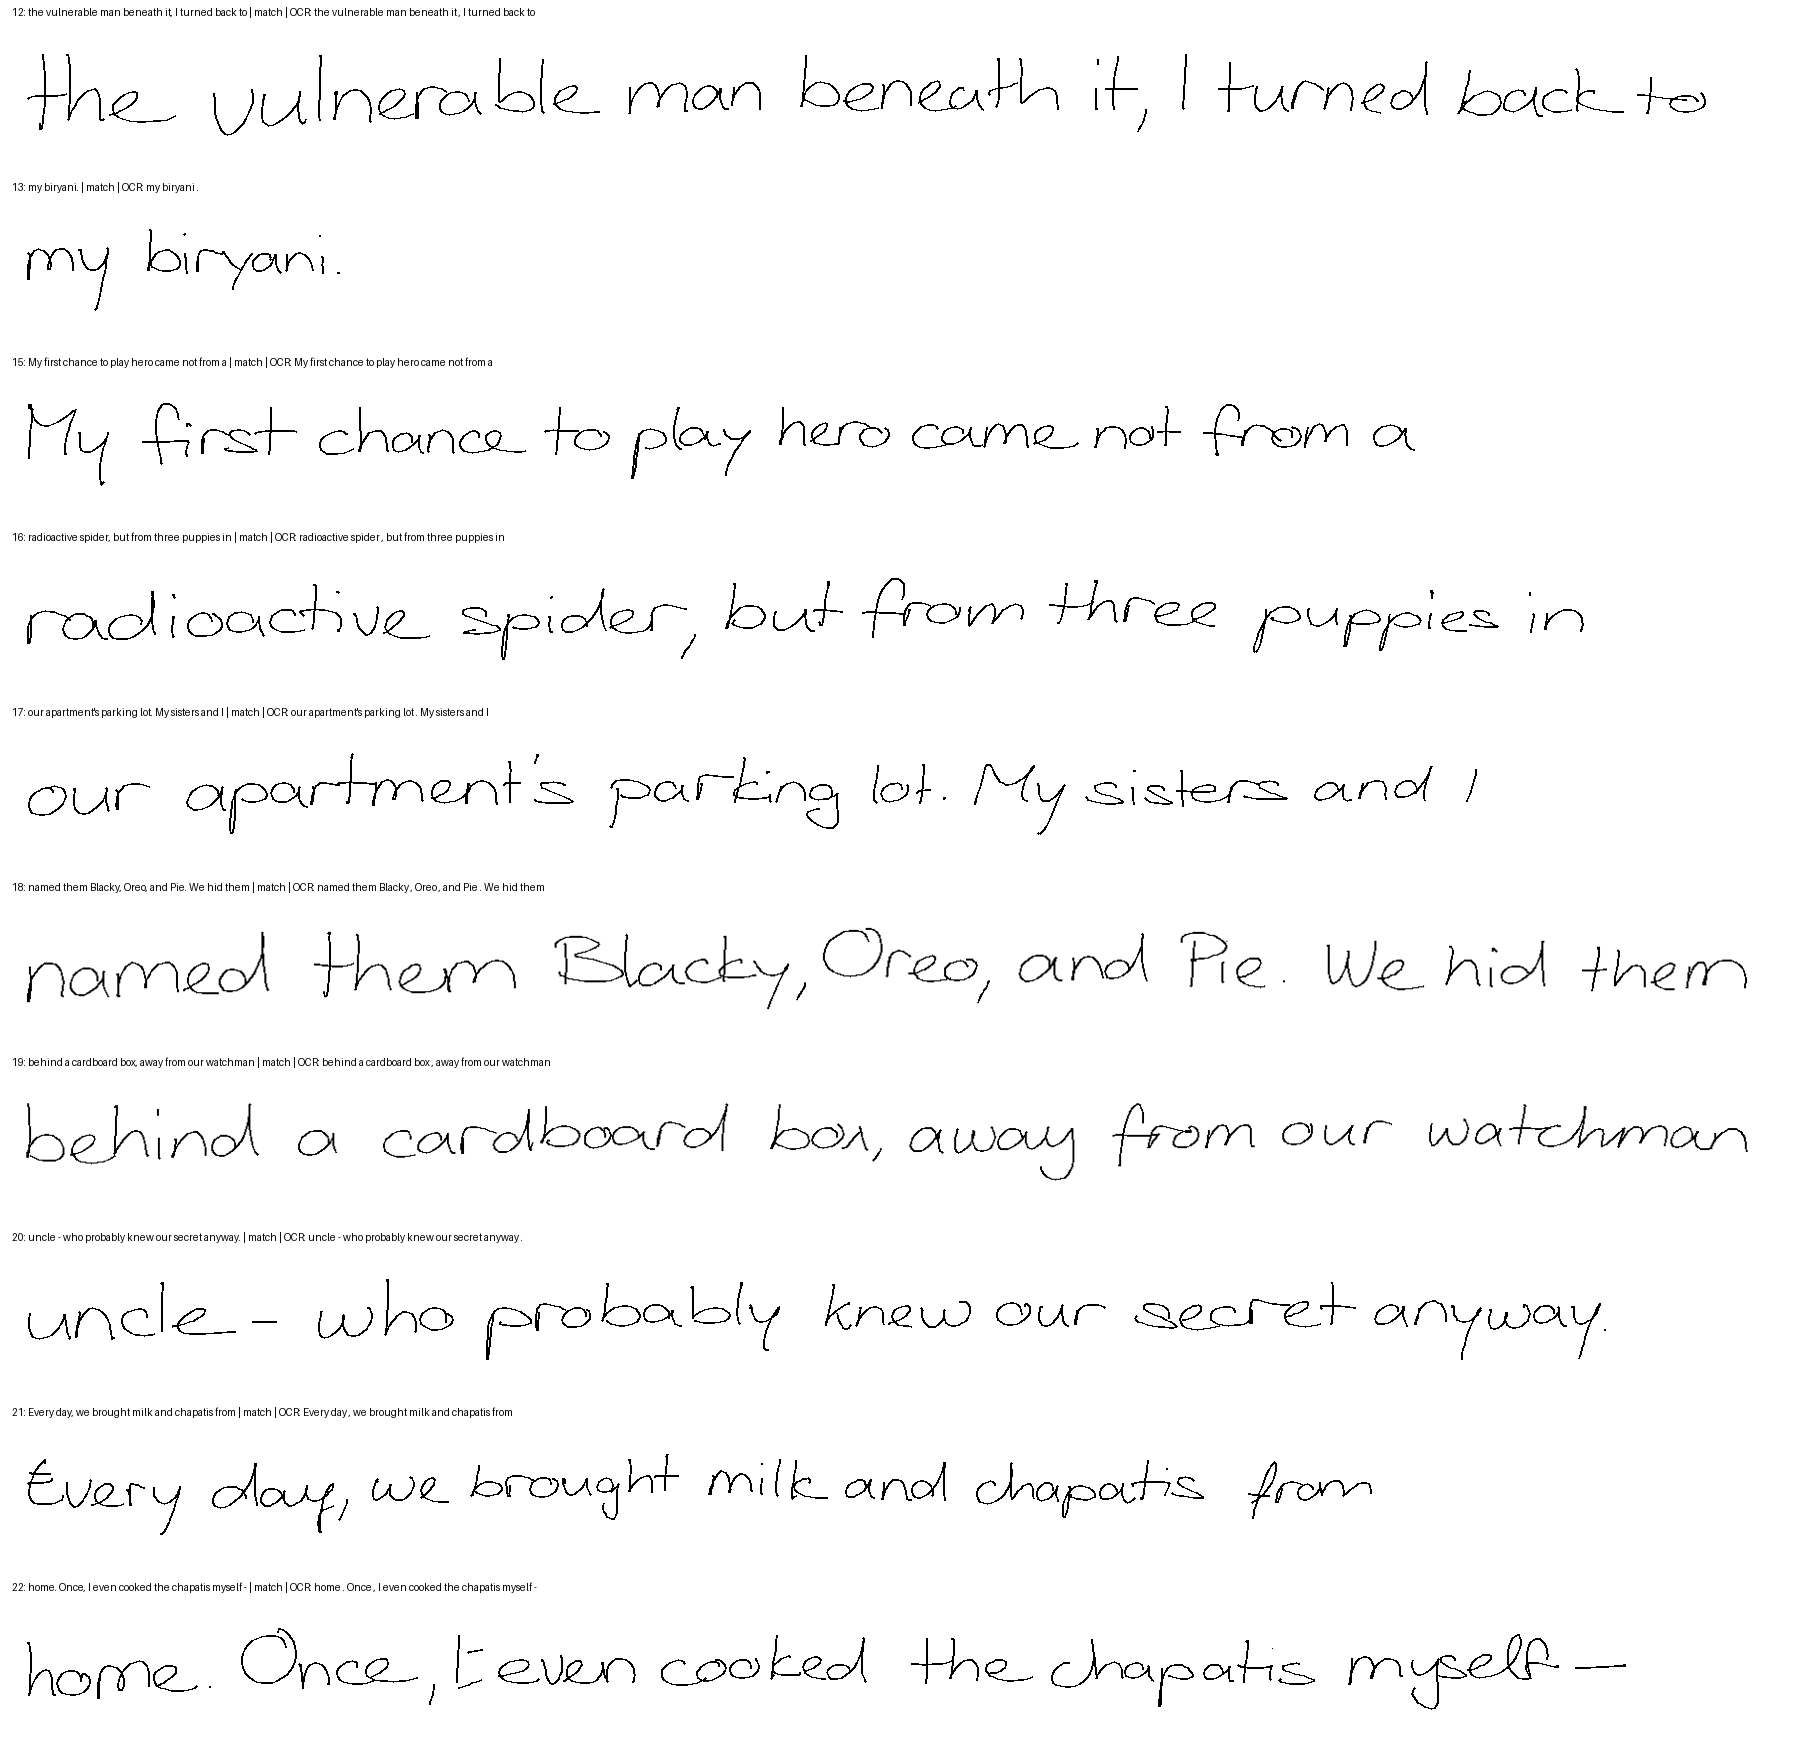 12: the vulnerable man beneath it, I turned back to | match | OCR: the vulnerable man beneath it , I turned back to
the vulnerable man beneath it, I turned back to
13: my biryani. | match | OCR: my biryani .
my biryani.
15: My first chance to play hero came not from a | match | OCR: My first chance to play hero came not from a
My first chance to play hero came not from a
16: radioactive spider, but from three puppies in | match | OCR: radioactive spider , but from three puppies in
radioactive spider, but from three puppies in
17: our apartment's parking lot. My sisters and I | match | OCR: our apartment's parking lot . My sisters and I
our apartment's parking lot. My sisters and I
18: named them Blacky, Oreo, and Pie. We hid them | match | OCR: named them Blacky , Oreo , and Pie . We hid them
named them Blacky, Oreo, and Pie. We hid them
19: behind a cardboard box, away from our watchman | match | OCR: behind a cardboard box , away from our watchman
behind a cardboard box, away from our watchman
20: uncle - who probably knew our secret anyway. | match | OCR: uncle - who probably knew our secret anyway .
uncle - who probably knew our secret anyway.
21: Every day, we brought milk and chapatis from | match | OCR: Every day , we brought milk and chapatis from
Every day, we brought milk and chapatis from
22: home. Once, I even cooked the chapatis myself - | match | OCR: home . Once , I even cooked the chapatis myself -
home. Once, I even cooked the chapatis myself —